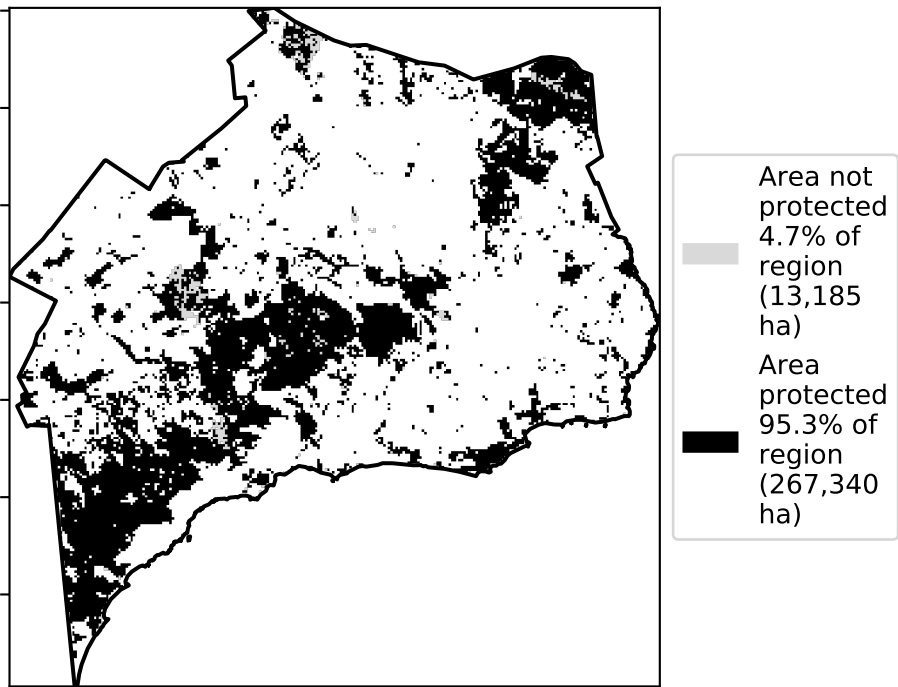 Area not
protected
4.7% of
region
(13,185
ha)
Area
protected
95.3% of
region
(267,340
ha)